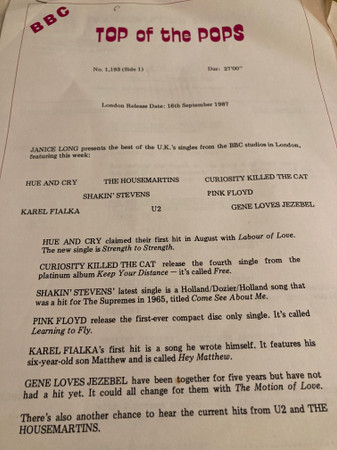 BBC
TOP of the POPS
No. 1,193 (Side 1) Dur: 27'00"
London Release Date: 16th September 1987
JANICE LONG presents the best of the U.K.'s singles from the BBC studios in London,
featuring this week:
HUE AND CRY THE HOUSEMARTINS CURIOSITY KILLED THE CAT
SHAKIN' STEVENS PINK FLOYD
KAREL FIALKA U2 GENE LOVES JEZEBEL
HUE AND CRY claimed their first hit in August with Labour of Love.
The new single is Strength to Strength.
CURIOSITY KILLED THE CAT release the fourth single from the
platinum album Keep Your Distance — it's called Free.
SHAKIN' STEVENS' latest single is a Holland/Dozier/Holland song that
was a hit for The Supremes in 1965, titled Come See About Me.
PINK FLOYD release the first-ever compact disc only single. It's called
Learning to Fly.
KAREL FIALKA's first hit is a song he wrote himself. It features his
six-year-old son Matthew and is called Hey Matthew.
GENE LOVES JEZEBEL have been together for five years but have not
had a hit yet. It could all change for them with The Motion of Love.
There's also another chance to hear the current hits from U2 and THE
HOUSEMARTINS.